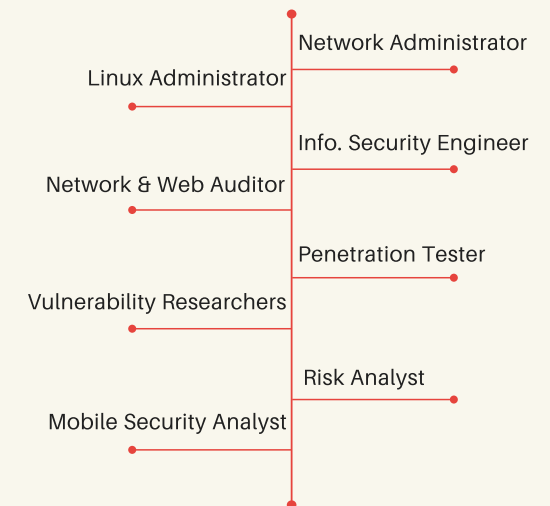 Network Administrator
Linux Administrator
Info. Security Engineer
Network & Web Auditor
Penetration Tester
Vulnerability Researchers
Risk Analyst
Mobile Security Analyst